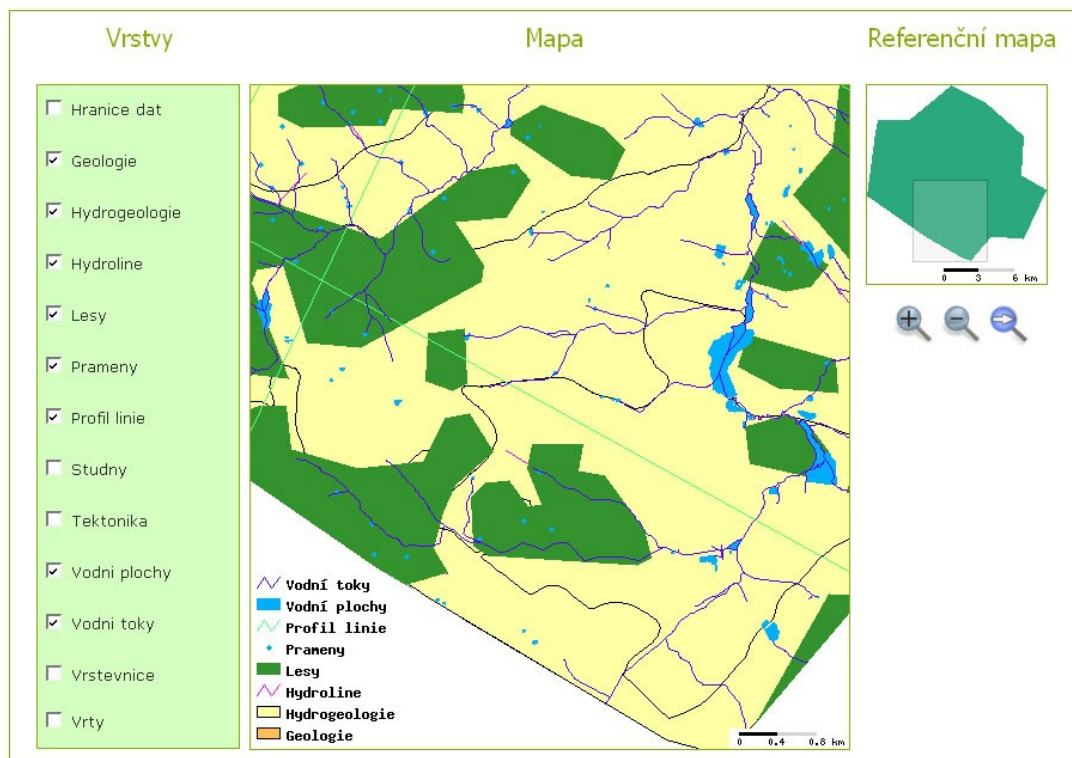 Vrstvy
Mapa
Referenční mapa
Hranice dat
Geologie
Hydrogeologie
Hydroline
Lesy
Prameny
Profil linie
Studny
Tektonika
Vodni plochy
Vodni toky
Vrstevnice
Vrty
Vodní toky
Vodní plochy
Profil linie
Prameny
Lesy
Hydroline
Hydrogeologie
Geologie
0 0.4 0.8 km
0 3 6 km